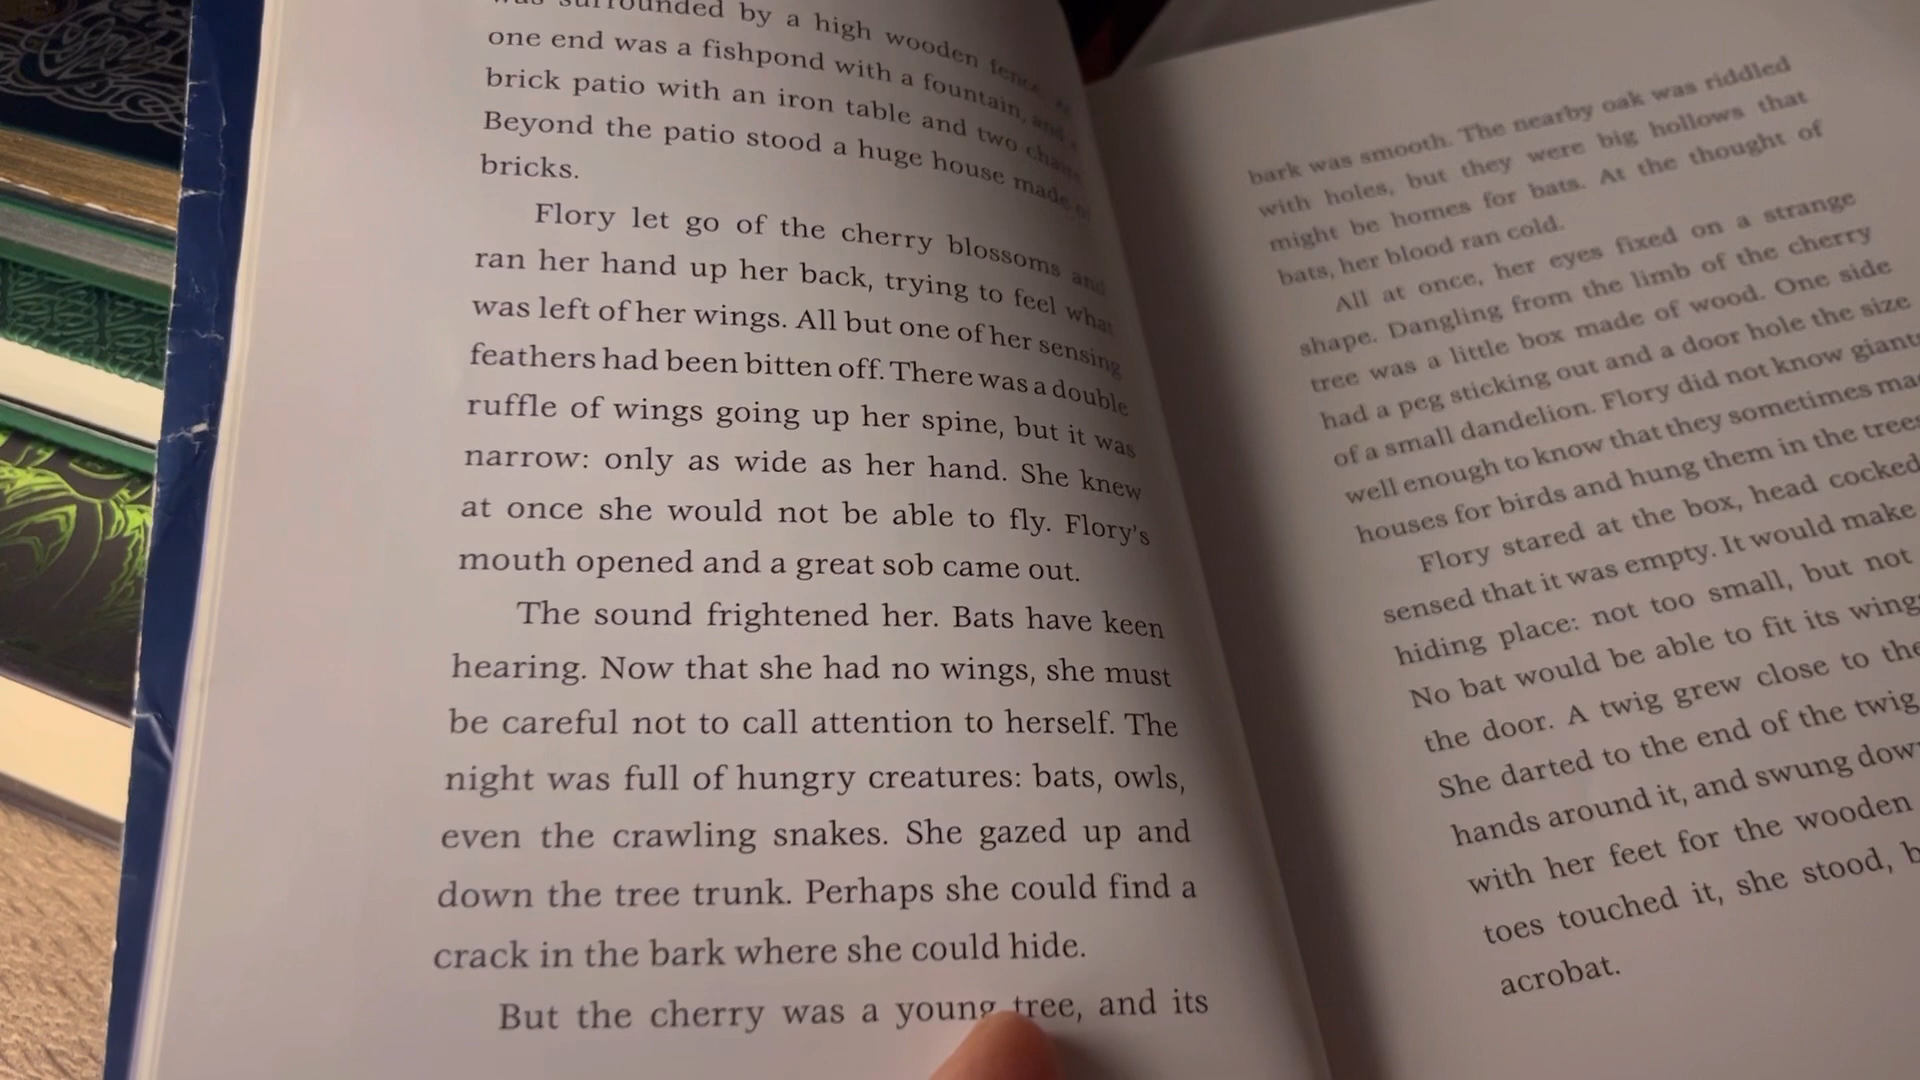 was surrounded by a high wooden fence. At
one end was a fishpond with a fountain, and a
brick patio with an iron table and two chairs.
Beyond the patio stood a huge house made of
bricks.
Flory let go of the cherry blossoms and
ran her hand up her back, trying to feel what
was left of her wings. All but one of her sensing
feathers had been bitten off. There was a double
ruffle of wings going up her spine, but it was
narrow: only as wide as her hand. She knew
at once she would not be able to fly. Flory's
mouth opened and a great sob came out.
The sound frightened her. Bats have keen
hearing. Now that she had no wings, she must
be careful not to call attention to herself. The
night was full of hungry creatures: bats, owls,
even the crawling snakes. She gazed up and
down the tree trunk. Perhaps she could find a
crack in the bark where she could hide.
But the cherry was a young tree, and its
bark was smooth. The nearby oak was riddled
with holes, but they were big hollows that
might be homes for bats. At the thought of
bats, her blood ran cold.
All at once, her eyes fixed on a strange
shape. Dangling from the limb of the cherry
tree was a little box made of wood. One side
had a peg sticking out and a door hole the size
of a small dandelion. Flory did not know giants
well enough to know that they sometimes ma
houses for birds and hung them in the trees
Flory stared at the box, head cocked
sensed that it was empty. It would make
hiding place: not too small, but not
No bat would be able to fit its wing
the door. A twig grew close to the
She darted to the end of the twig
hands around it, and swung dow
with her feet for the wooden
toes touched it, she stood, b
acrobat.